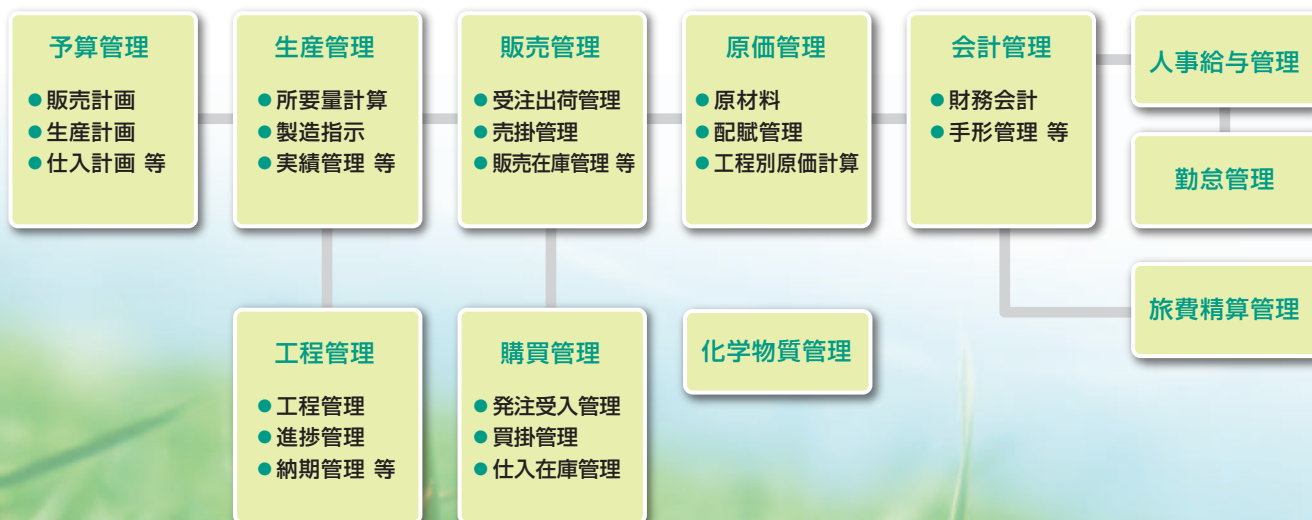 予算管理
● 販売計画
● 生産計画
● 仕入計画 等
生産管理
● 所要量計算
● 製造指示
● 実績管理 等
販売管理
● 受注出荷管理
● 売掛管理
● 販売在庫管理 等
原価管理
● 原材料
● 配賦管理
● 工程別原価計算
会計管理
● 財務会計
● 手形管理 等
人事給与管理
勤怠管理
旅費精算管理
工程管理
● 工程管理
● 進捗管理
● 納期管理 等
購買管理
● 発注受入管理
● 買掛管理
● 仕入在庫管理
化学物質管理